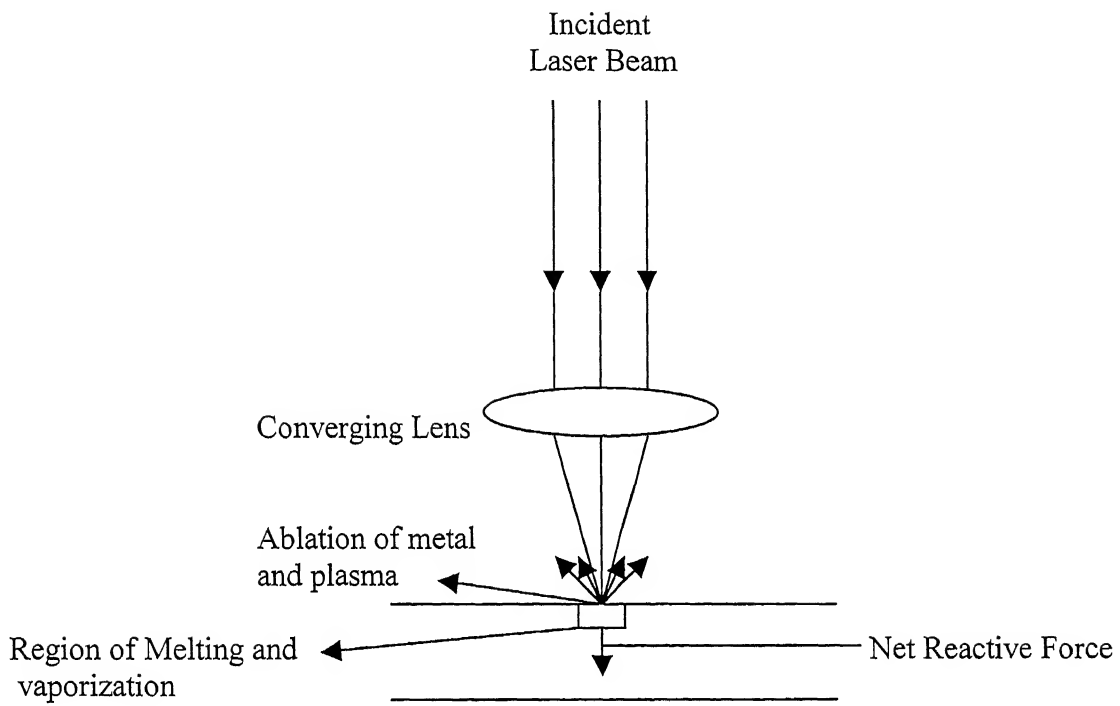 Incident
Laser Beam
Converging Lens
Ablation of metal
and plasma
Region of Melting and
vaporization
Net Reactive Force